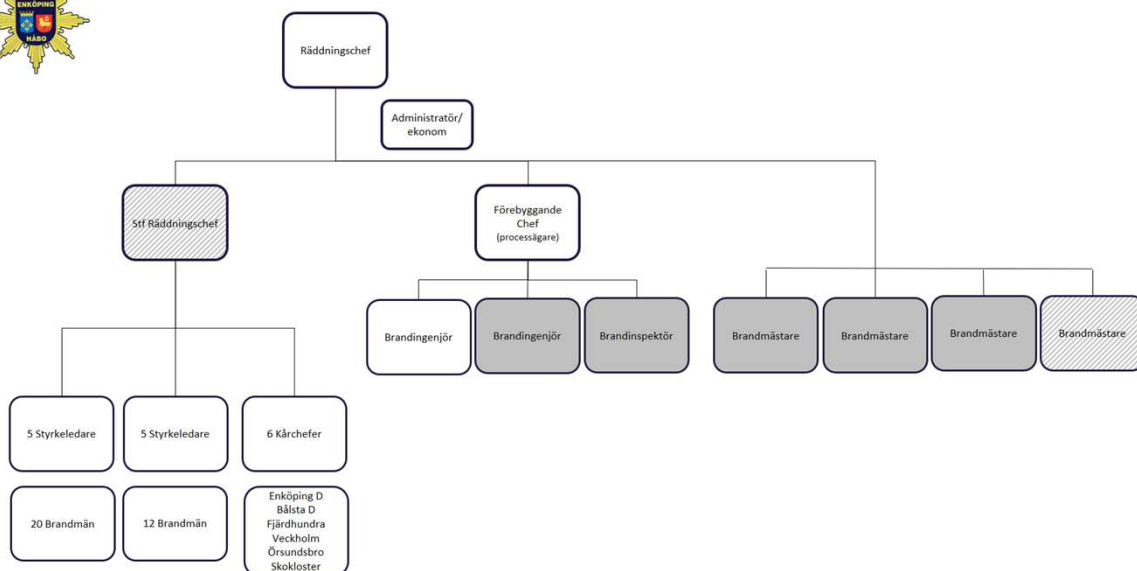 ENKÖPING
HÅBO
Räddningschef
Administratör/
ekonom
Stf Räddningschef
Förebyggande
Chef
(processägare)
Brandingenjör
Brandingenjör
Brandinspektör
Brandmästare
Brandmästare
Brandmästare
Brandmästare
5 Styrkeledare
5 Styrkeledare
6 Kårchefer
20 Brandmän
12 Brandmän
Enköping D
Bålsta D
Fjärdhundra
Veckholm
Örsundsbro
Skokloster